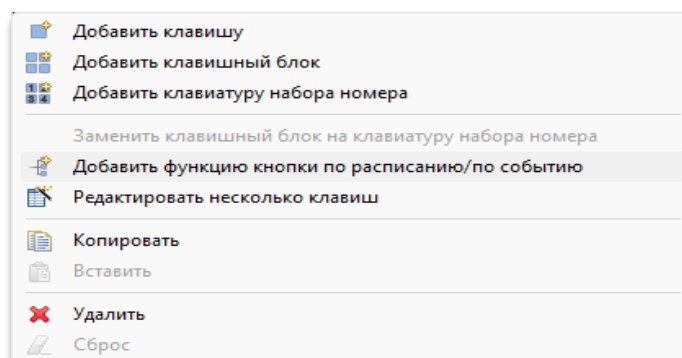 Добавить клавишу
Добавить клавишный блок
Добавить клавиатуру набора номера
Заменить клавишный блок на клавиатуру набора номера
Добавить функцию кнопки по расписанию/по событию
Редактировать несколько клавиш
Копировать
Вставить
Удалить
Сброс